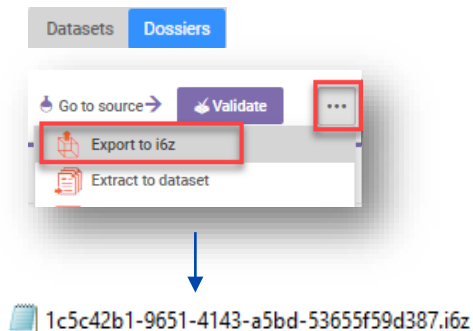 Datasets Dossiers
Go to source Validate ...
Export to i6z
Extract to dataset
1c5c42b1-9651-4143-a5bd-53655f59d387.i6z